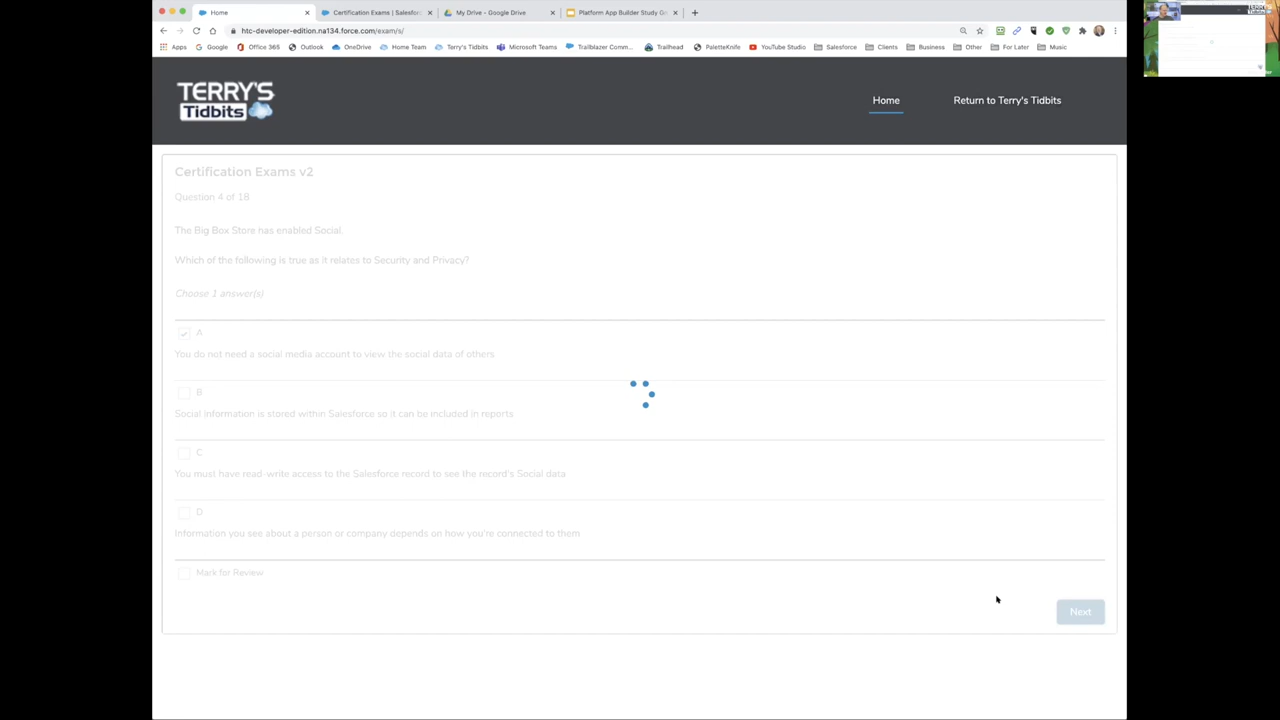 Home
Certification Exams | Salesfor
My Drive - Google Drive
Platform App Builder Study G
htc-developer-edition.na134.force.com/exam/s/
Apps Google Office 365 Outlook OneDrive Home Team Terry's Tidbits Microsoft Teams Trailblazer Comm... Trailhead PaletteKnife YouTube Studio Salesforce Clients Business Other For Later Music
TERRY'S
Tidbits
Home Return to Terry's Tidbits
Certification Exams v2
Question 4 of 18
The Big Box Store has enabled Social.
Which of the following is true as it relates to Security and Privacy?
Choose 1 answer(s)
A
You do not need a social media account to view the social data of others
B
Social information is stored within Salesforce so it can be included in reports
C
You must have read-write access to the Salesforce record to see the record's Social data
D
Information you see about a person or company depends on how you're connected to them
Mark for Review
Next